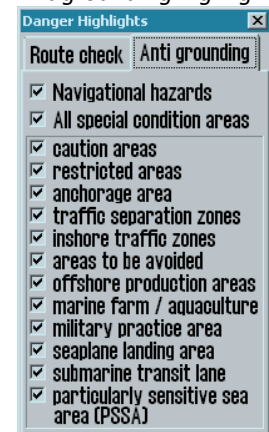 Danger Highlights
Route check Anti grounding
Navigational hazards
All special condition areas
caution areas
restricted areas
anchorage area
traffic separation zones
inshore traffic zones
areas to be avoided
offshore production areas
marine farm / aquaculture
military practice area
seaplane landing area
submarine transit lane
particularly sensitive sea
area (PSSA)